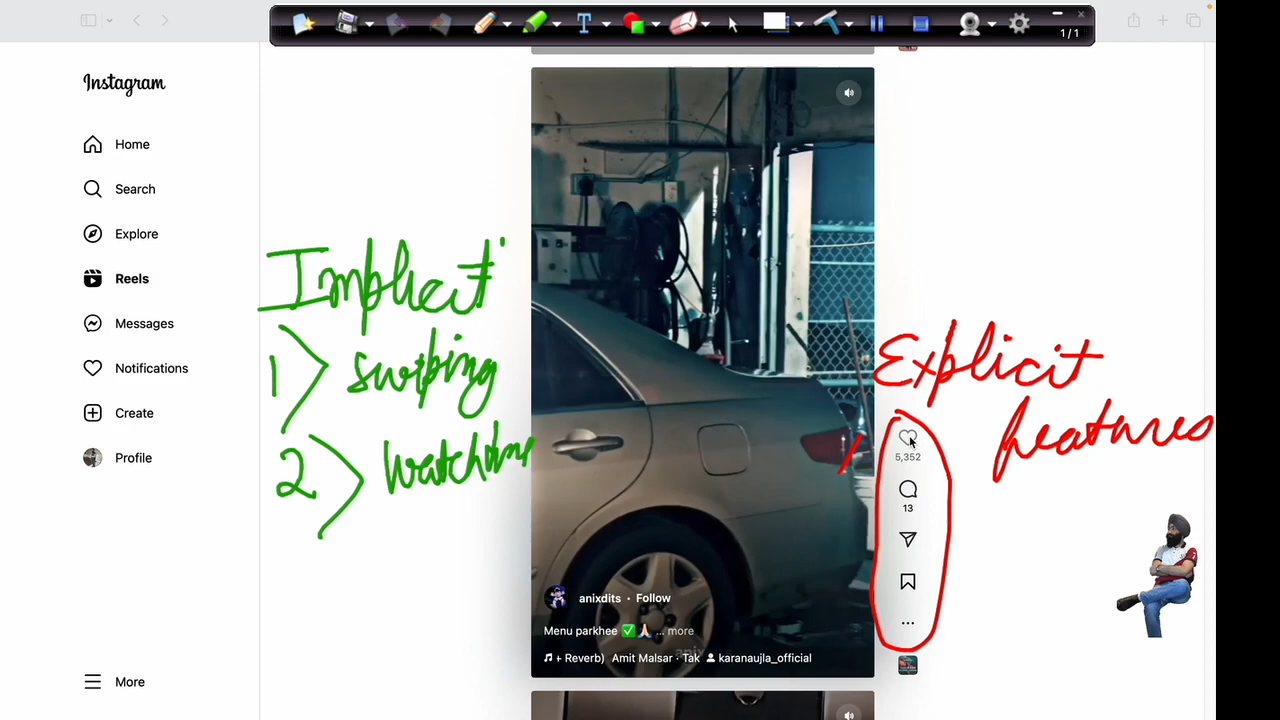 1/1
Instagram
Home
Search
Explore
Reels
Messages
Notifications
Create
Profile
More
Implicit
1) swiping
2) watchtime
Explicit
features
5,352
13
anixdits • Follow
Menu parkhee ✅ 🙏 ... more
+ Reverb) Amit Malsar · Tak karanaujla_official